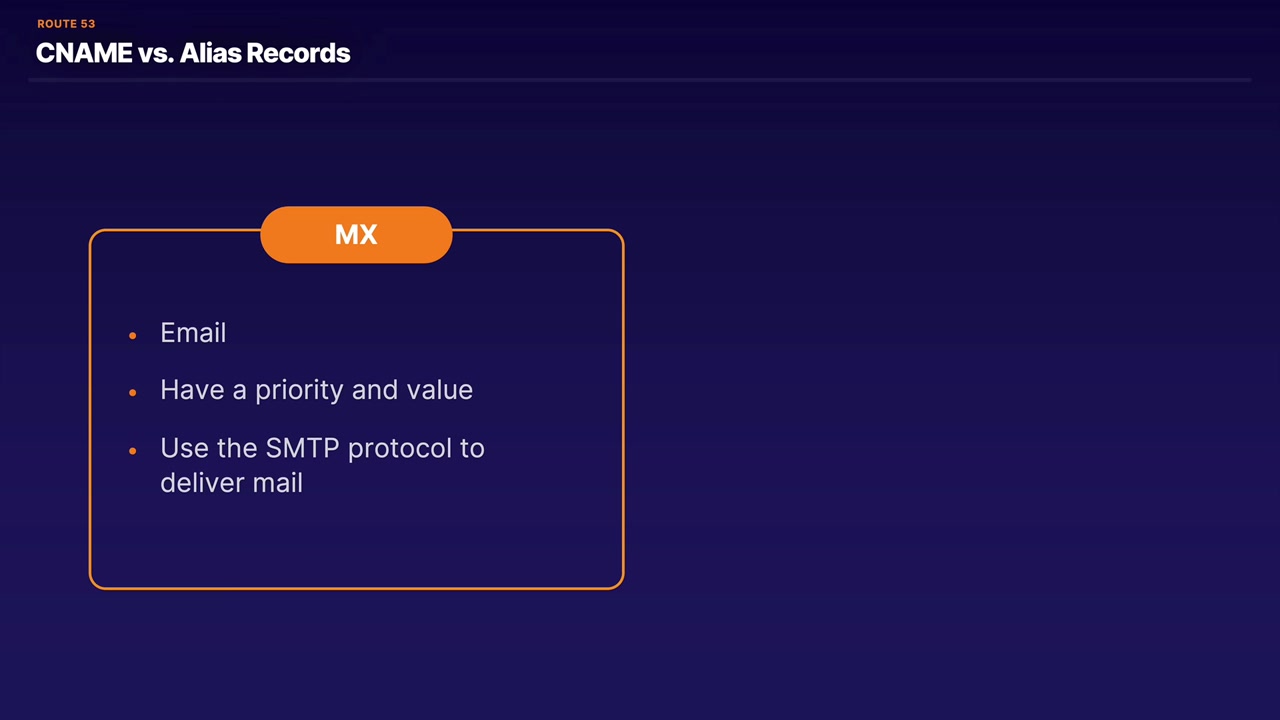 ROUTE 53
CNAME vs. Alias Records
MX
• Email
• Have a priority and value
• Use the SMTP protocol to
deliver mail